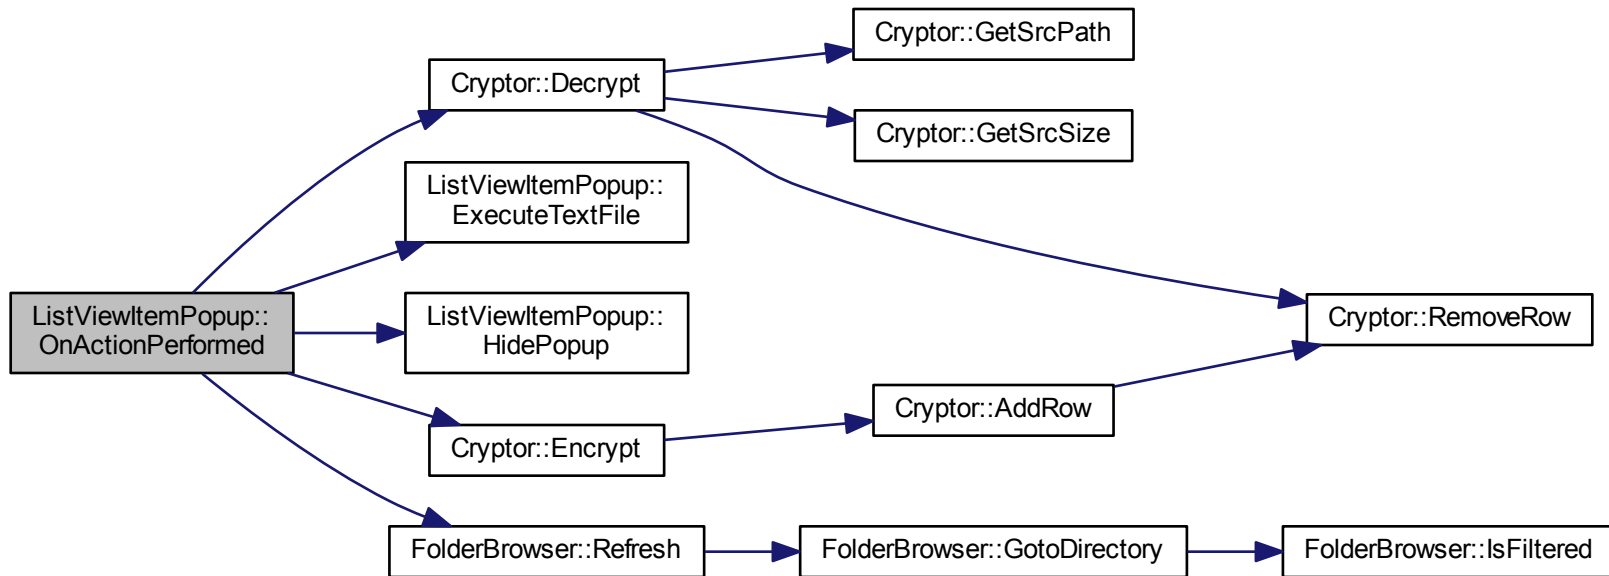 Cryptor::GetSrcPath
Cryptor::Decrypt
Cryptor::GetSrcSize
ListViewItemPopup::
ExecuteTextFile
ListViewItemPopup::
OnActionPerformed
ListViewItemPopup::
HidePopup
Cryptor::RemoveRow
Cryptor::AddRow
Cryptor::Encrypt
FolderBrowser::Refresh
FolderBrowser::GotoDirectory
FolderBrowser::IsFiltered